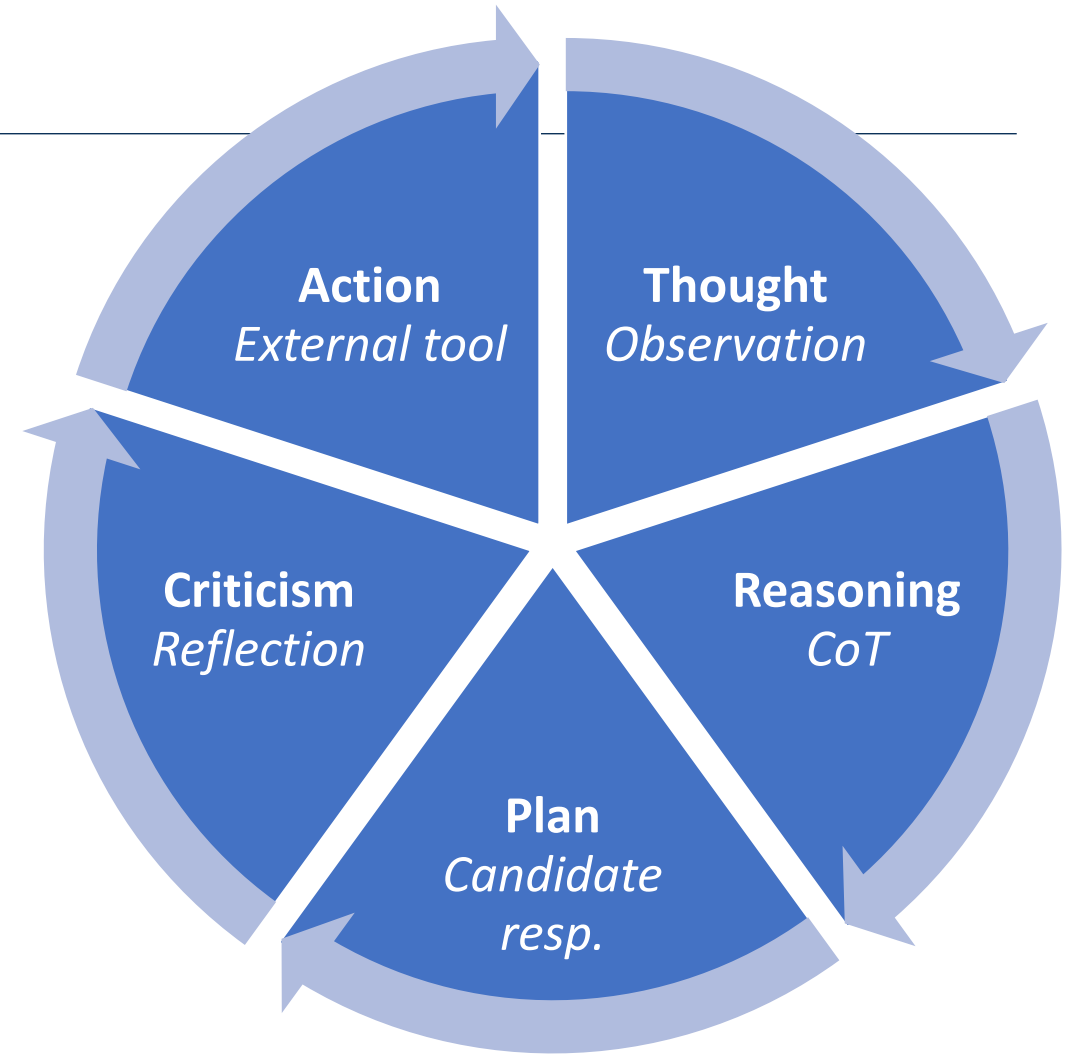 Action
External tool
Thought
Observation
Reasoning
CoT
Plan
Candidate
resp.
Criticism
Reflection